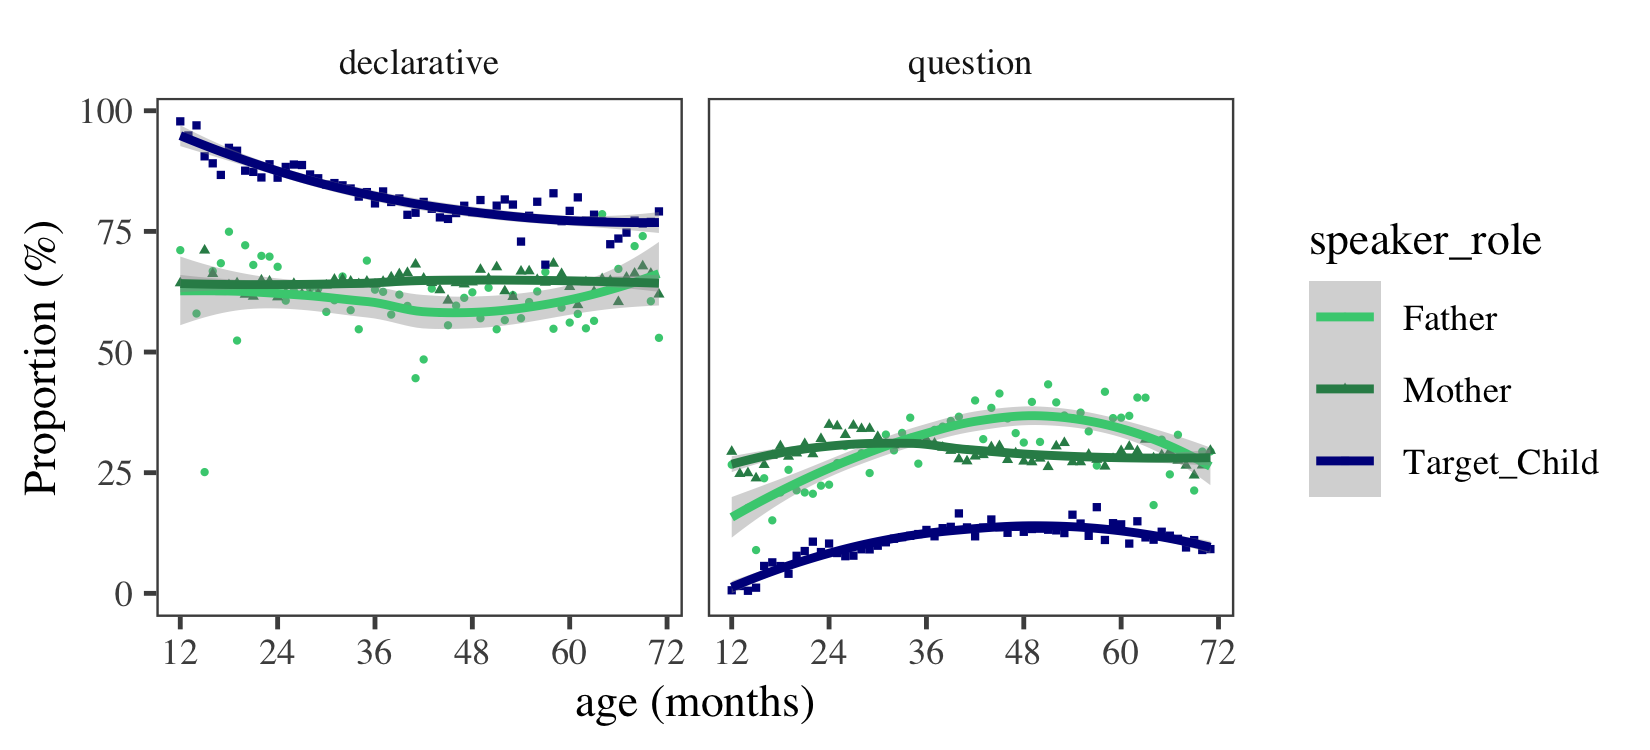 declarative
question
100
75
50
25
0
Proportion (%)
12 24 36 48 60 72
12 24 36 48 60 72
age (months)
speaker_role
Father
Mother
Target_Child